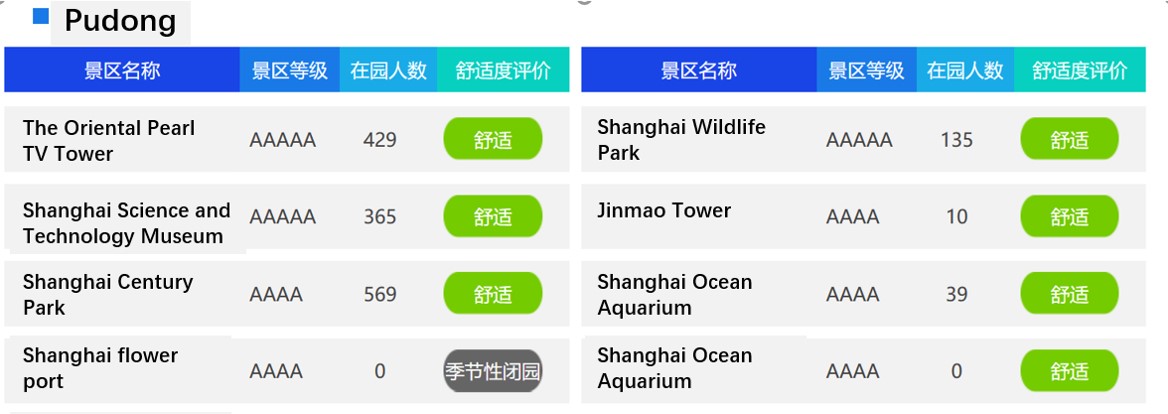 Pudong
景区名称 景区等级 在园人数 舒适度评价 景区名称 景区等级 在园人数 舒适度评价
The Oriental Pearl
TV Tower AAAAA 429 舒适
Shanghai Wildlife
Park AAAAA 135 舒适
Shanghai Science and
Technology Museum AAAAA 365 舒适
Jinmao Tower AAAA 10 舒适
Shanghai Century
Park AAAA 569 舒适
Shanghai Ocean
Aquarium AAAA 39 舒适
Shanghai flower
port AAAA 0 季节性闭园
Shanghai Ocean
Aquarium AAAA 0 舒适